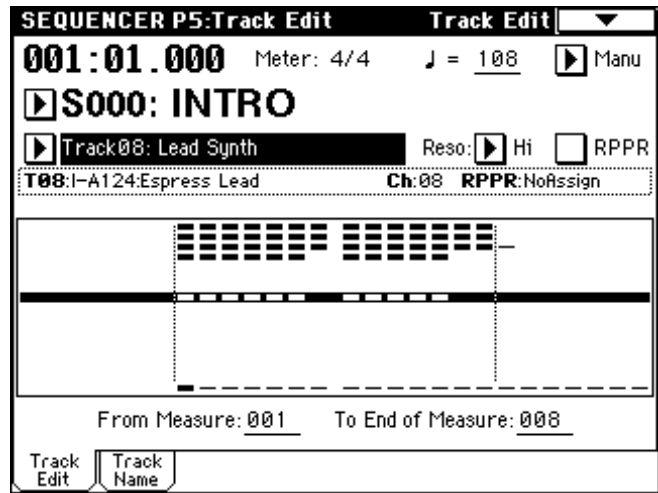 SEQUENCER P5:Track Edit Track Edit
001:01.000 Meter: 4/4 ♩ = 108 Manu
S000: INTRO
Track08: Lead Synth Reso: Hi RPPR
T08:I-A124:Espress Lead Ch:08 RPPR:NoAssign
From Measure: 001 To End of Measure: 008
Track Edit Track Name